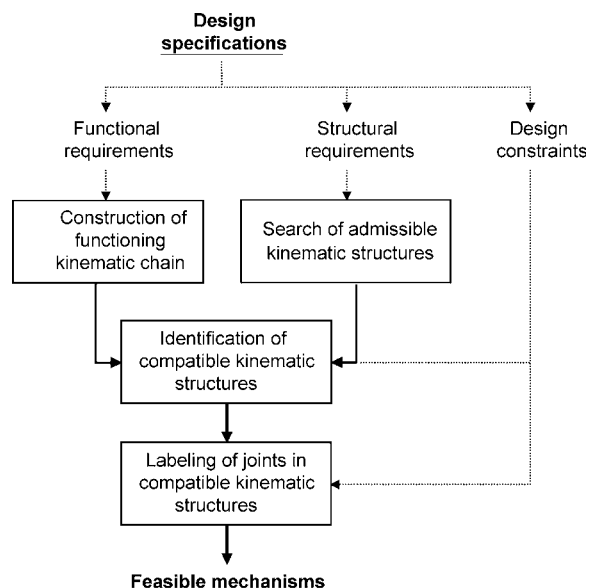 Design
specifications
Functional
requirements
Structural
requirements
Design
constraints
Construction of
functioning
kinematic chain
Search of admissible
kinematic structures
Identification of
compatible kinematic
structures
Labeling of joints in
compatible kinematic
structures
Feasible mechanisms